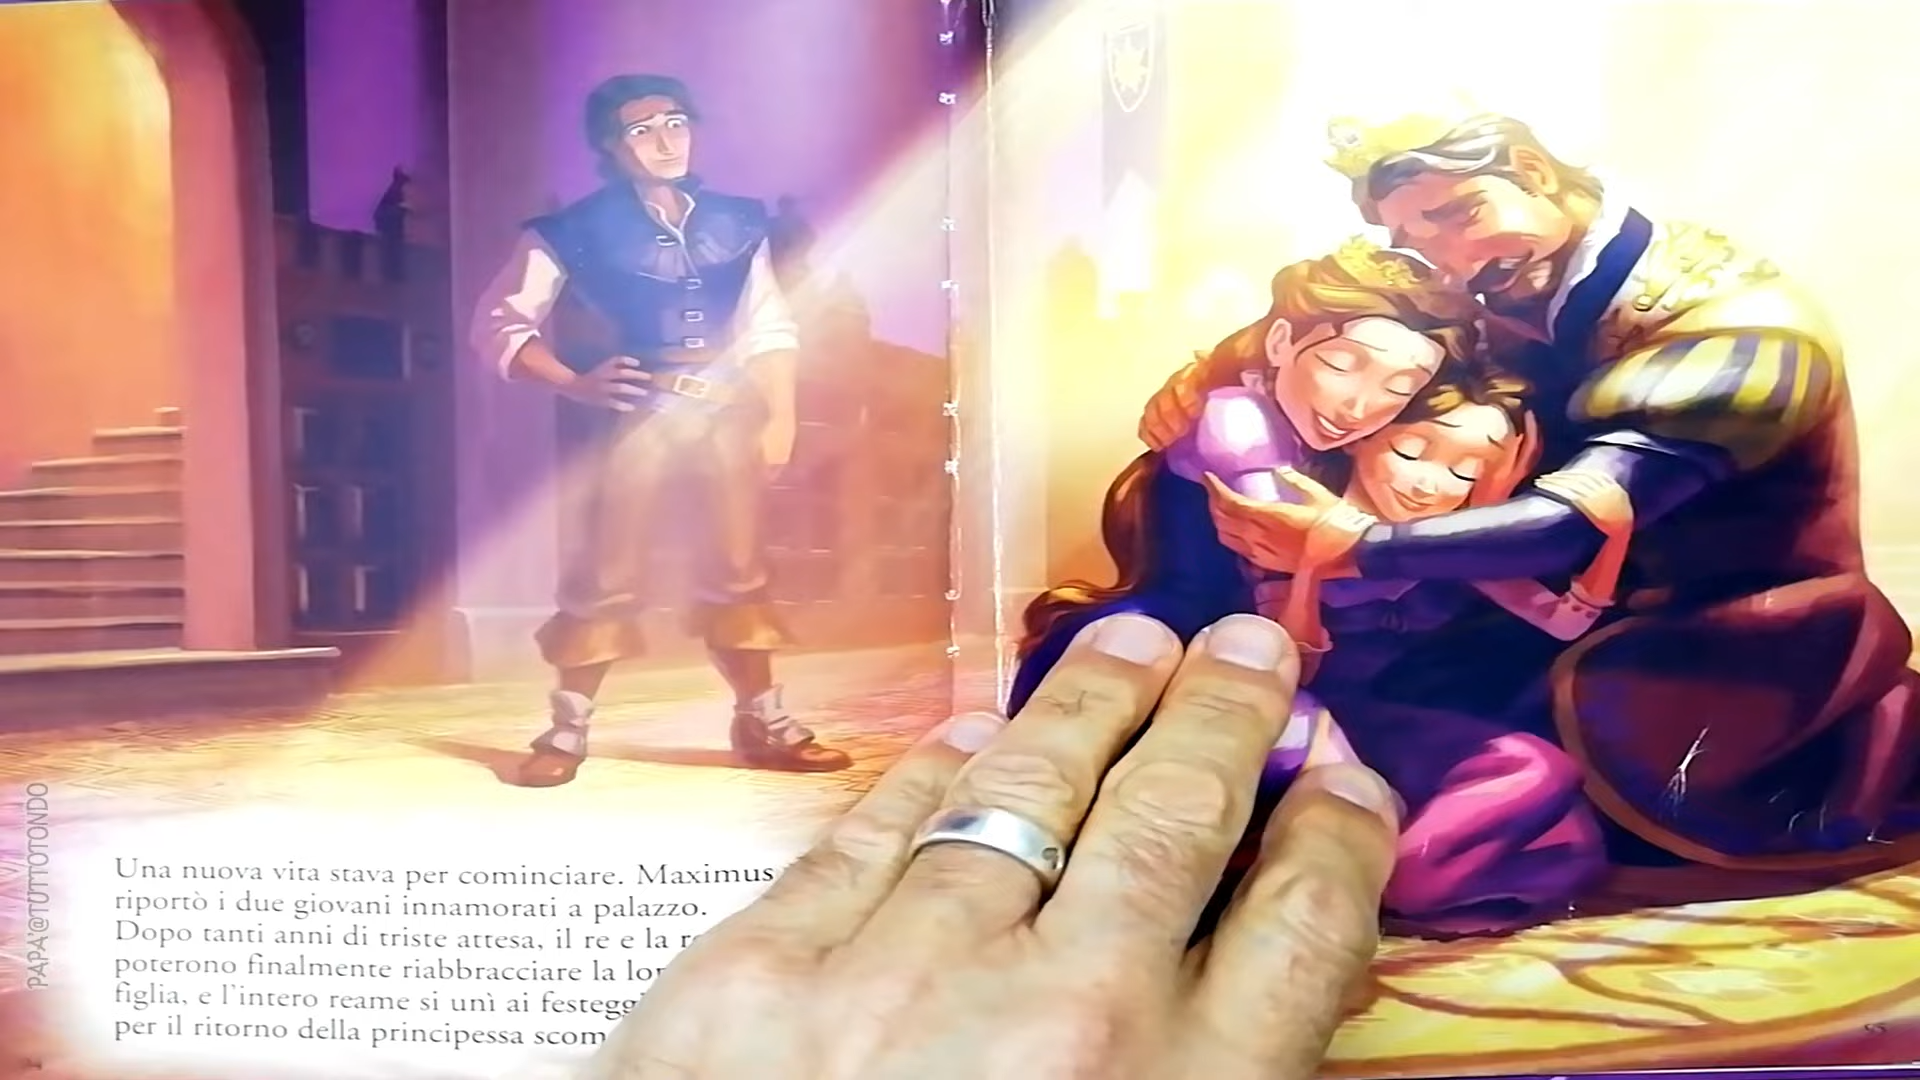 Una nuova vita stava per cominciare. Maximus
riportò i due giovani innamorati a palazzo.
Dopo tanti anni di triste attesa, il re e la
poterono finalmente riabbracciare la
figlia, e l'intero reame si unì ai
per il ritorno della principessa
PAPA'@TUTTOTONDO
55